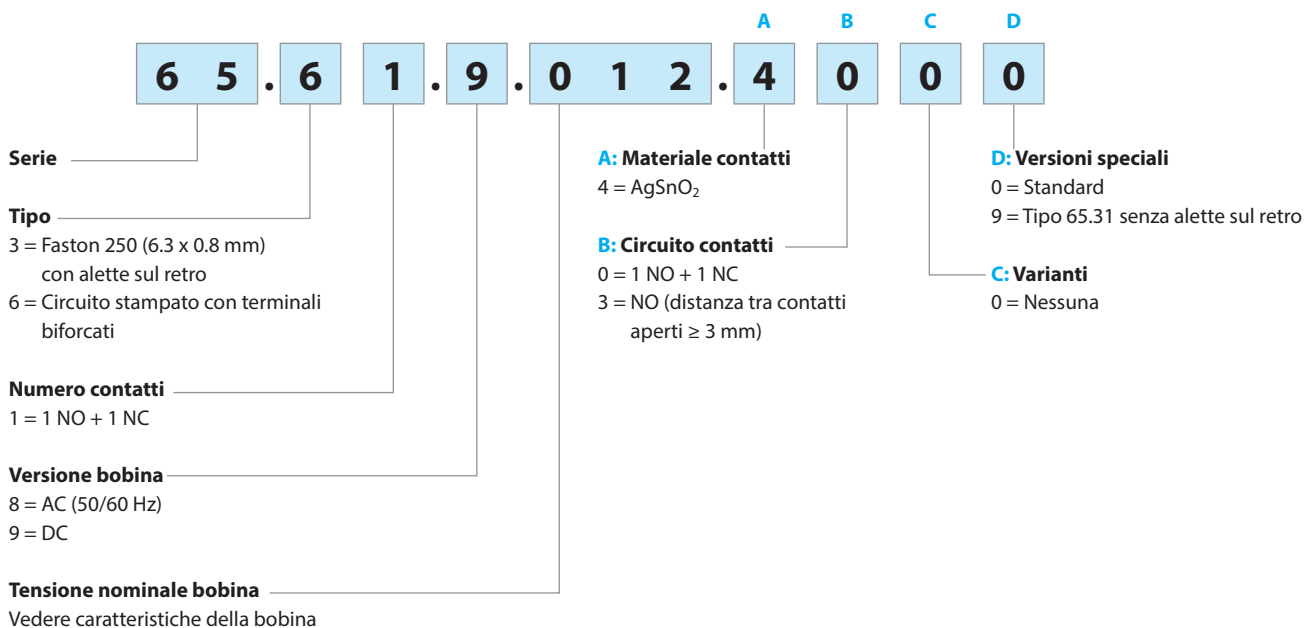 A B C D
6 5 . 6 1 . 9 . 0 1 2 . 4 0 0 0
Serie
Tipo
3 = Faston 250 (6.3 x 0.8 mm)
con alette sul retro
6 = Circuito stampato con terminali
biforcati
Numero contatti
1 = 1 NO + 1 NC
Versione bobina
8 = AC (50/60 Hz)
9 = DC
Tensione nominale bobina
Vedere caratteristiche della bobina
A: Materiale contatti
4 = AgSnO₂
B: Circuito contatti
0 = 1 NO + 1 NC
3 = NO (distanza tra contatti
aperti ≥ 3 mm)
D: Versioni speciali
0 = Standard
9 = Tipo 65.31 senza alette sul retro
C: Varianti
0 = Nessuna